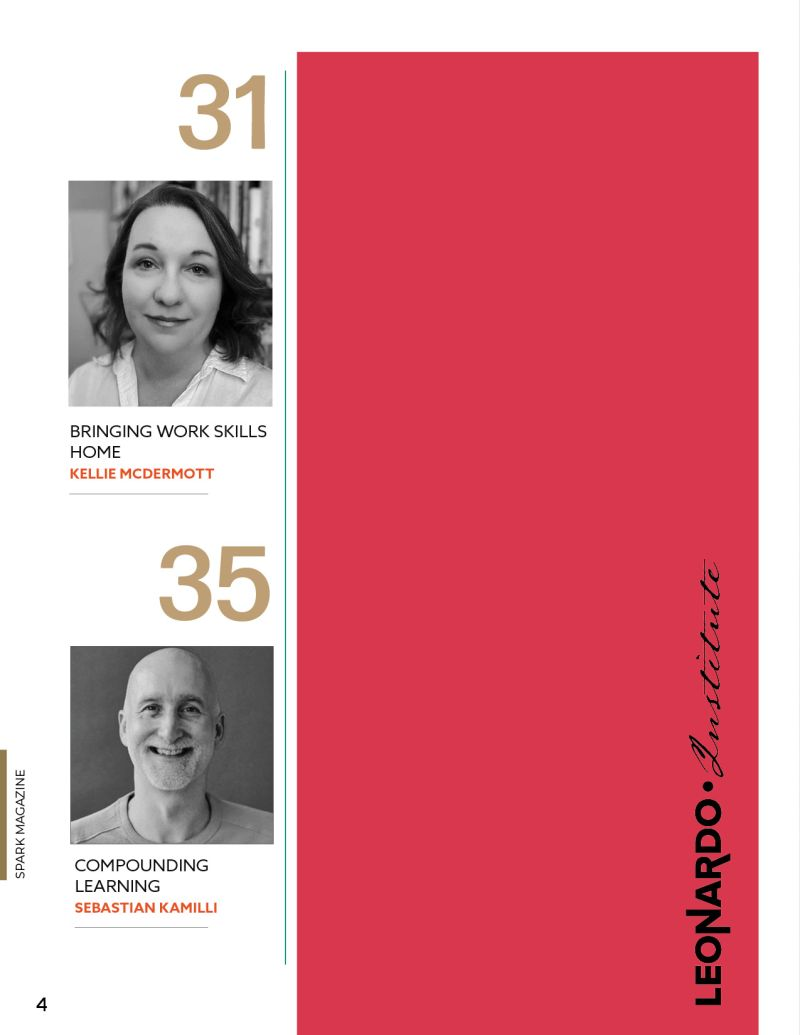 31
BRINGING WORK SKILLS
HOME
KELLIE MCDERMOTT
35
COMPOUNDING
LEARNING
SEBASTIAN KAMILLI
SPARK MAGAZINE
4
LEONARDO • Institute